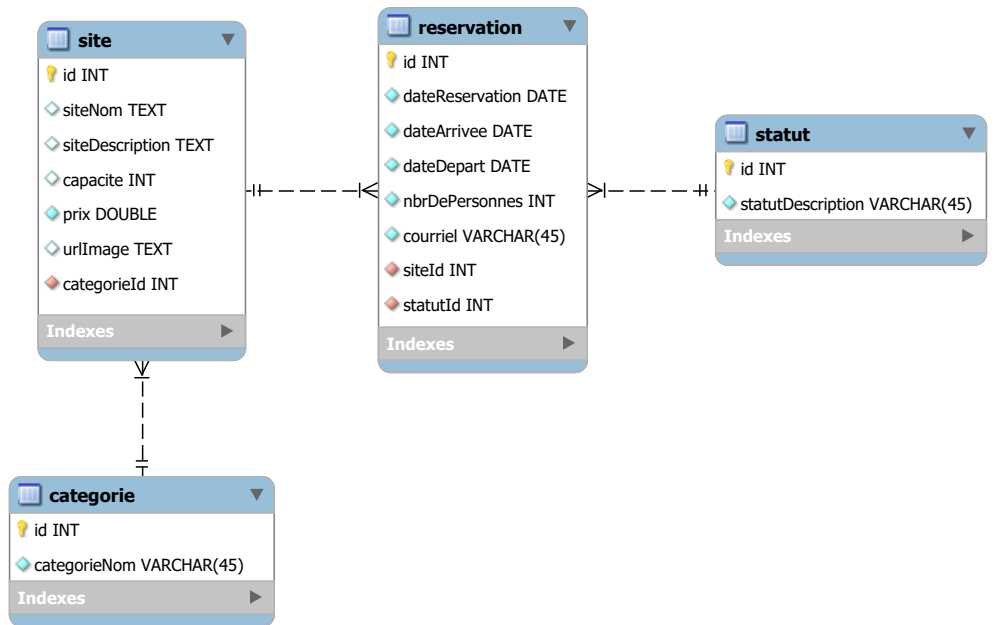 site
id INT
siteNom TEXT
siteDescription TEXT
capacite INT
prix DOUBLE
urlImage TEXT
categorieId INT
Indexes
reservation
id INT
dateReservation DATE
dateArrivee DATE
dateDepart DATE
nbrDePersonnes INT
courriel VARCHAR(45)
siteId INT
statutId INT
Indexes
statut
id INT
statutDescription VARCHAR(45)
Indexes
categorie
id INT
categorieNom VARCHAR(45)
Indexes